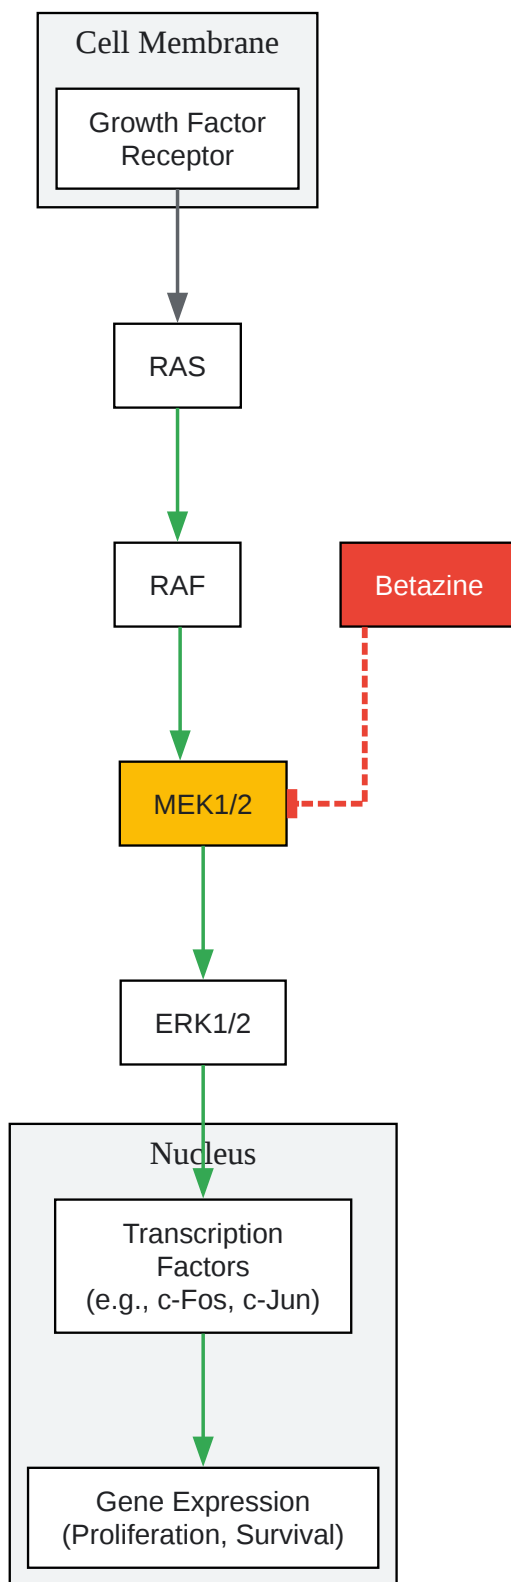 Cell Membrane
Growth Factor
Receptor
RAS
RAF
Betazine
MEK1/2
ERK1/2
Nucleus
Transcription
Factors
(e.g., c-Fos, c-Jun)
Gene Expression
(Proliferation, Survival)